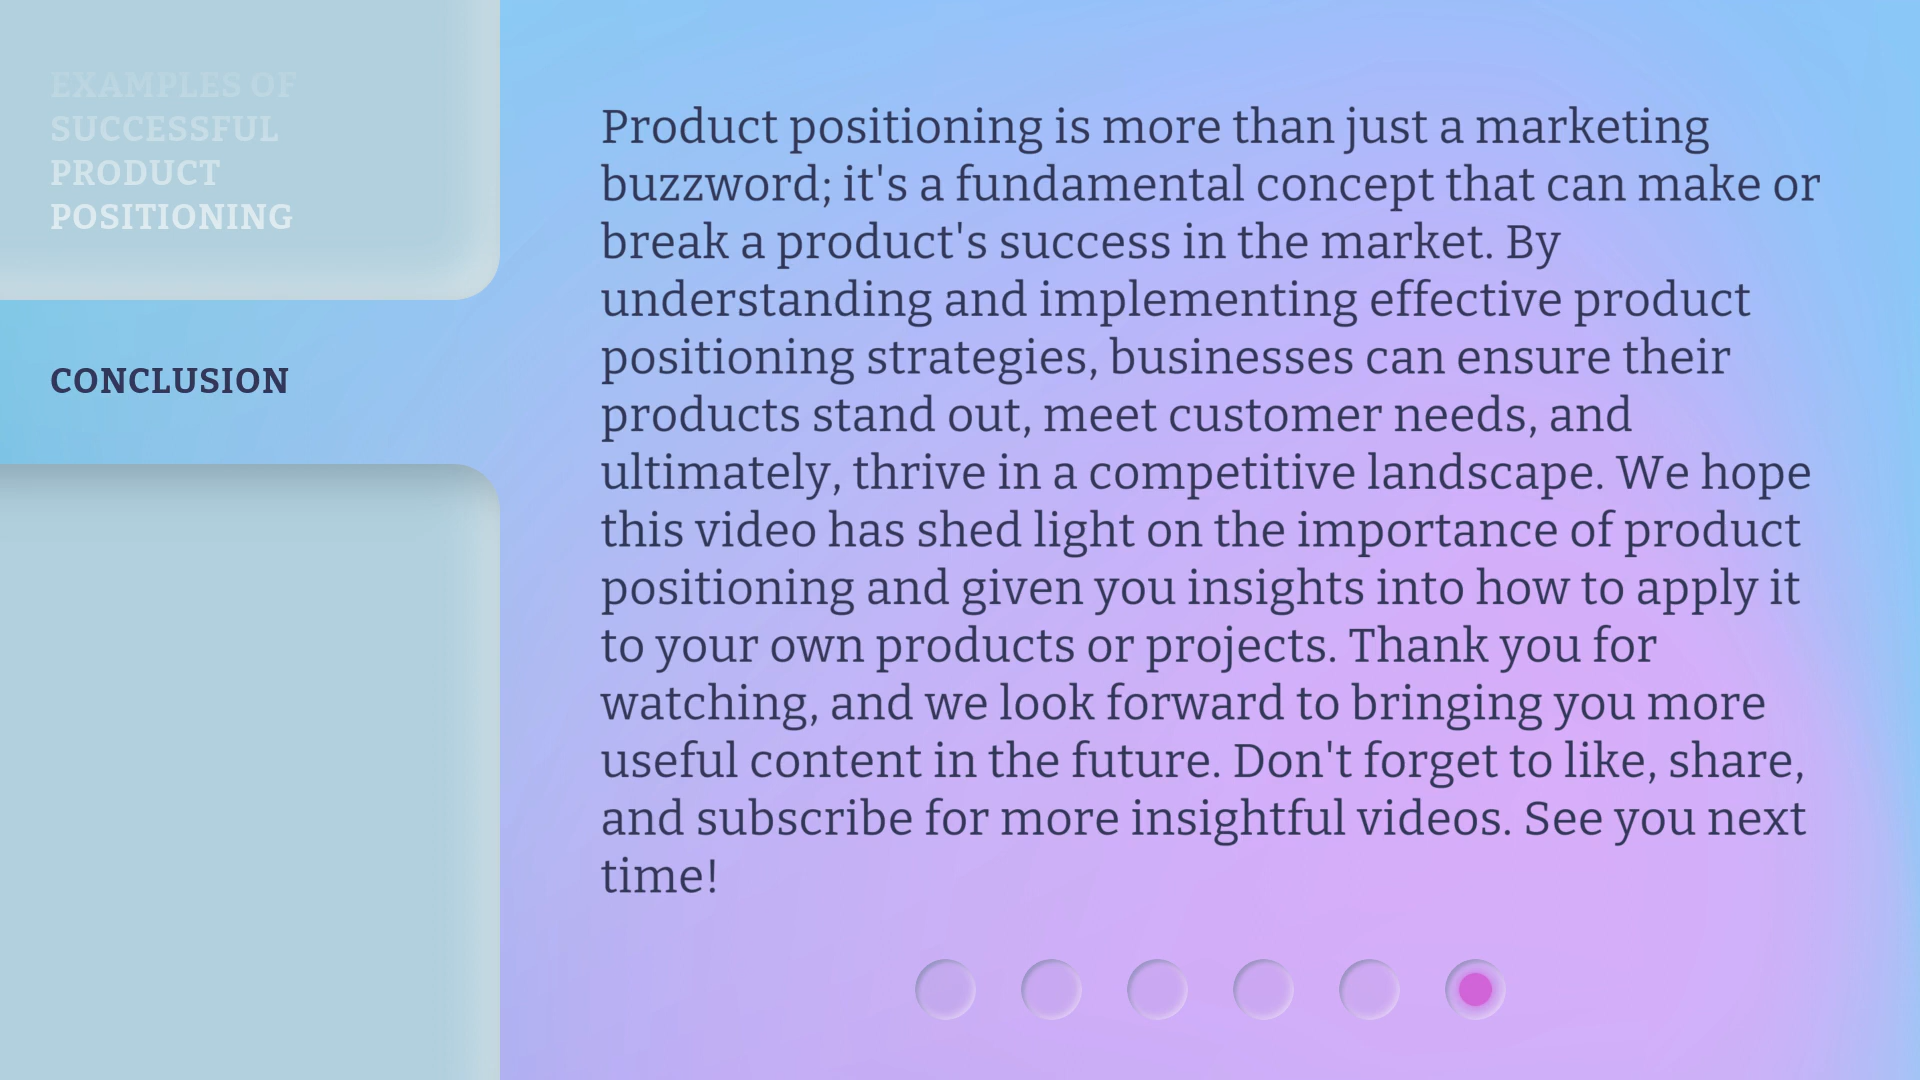 EXAMPLES OF
SUCCESSFUL
PRODUCT
POSITIONING
CONCLUSION
Product positioning is more than just a marketing
buzzword; it's a fundamental concept that can make or
break a product's success in the market. By
understanding and implementing effective product
positioning strategies, businesses can ensure their
products stand out, meet customer needs, and
ultimately, thrive in a competitive landscape. We hope
this video has shed light on the importance of product
positioning and given you insights into how to apply it
to your own products or projects. Thank you for
watching, and we look forward to bringing you more
useful content in the future. Don't forget to like, share,
and subscribe for more insightful videos. See you next
time!